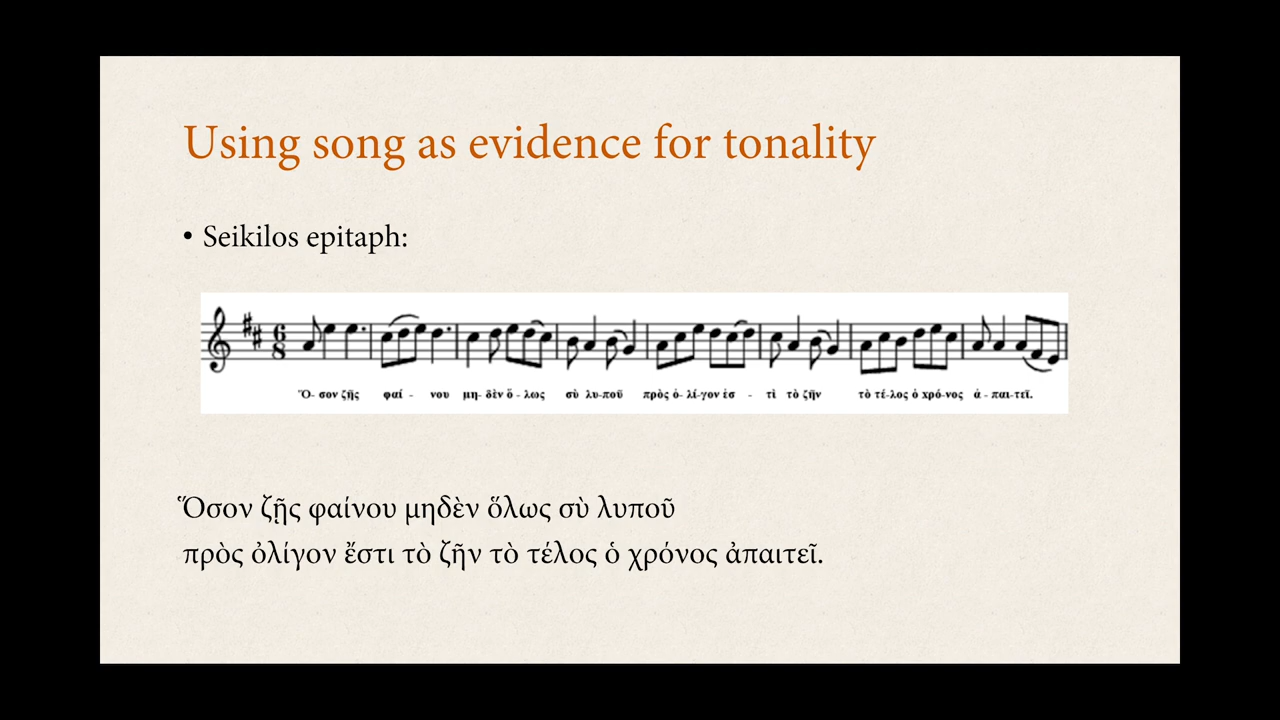 Using song as evidence for tonality
• Seikilos epitaph:
6
8
Ὅ- σον ζῇς φαί - νου μη- δὲν ὅ - λως σὺ λυ-ποῦ πρὸς ὀ- λί-γον ἐσ - τὶ τὸ ζῆν τὸ τέ-λος ὁ χρό-νος ἀ - παι-τεῖ.
Ὅσον ζῇς φαίνου μηδὲν ὅλως σὺ λυποῦ
πρὸς ὀλίγον ἔστι τὸ ζῆν τὸ τέλος ὁ χρόνος ἀπαιτεῖ.